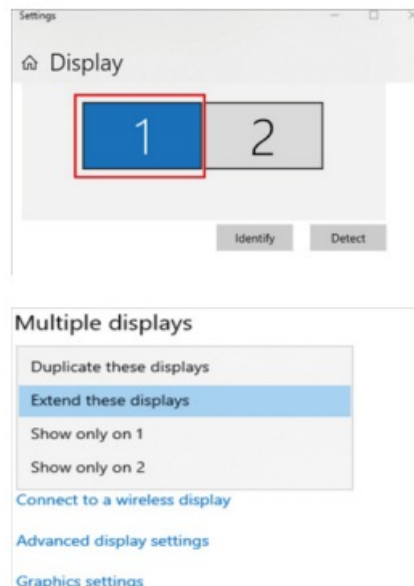 Settings
Display
1
2
Identify
Detect
Multiple displays
Duplicate these displays
Extend these displays
Show only on 1
Show only on 2
Connect to a wireless display
Advanced display settings
Graphics settings